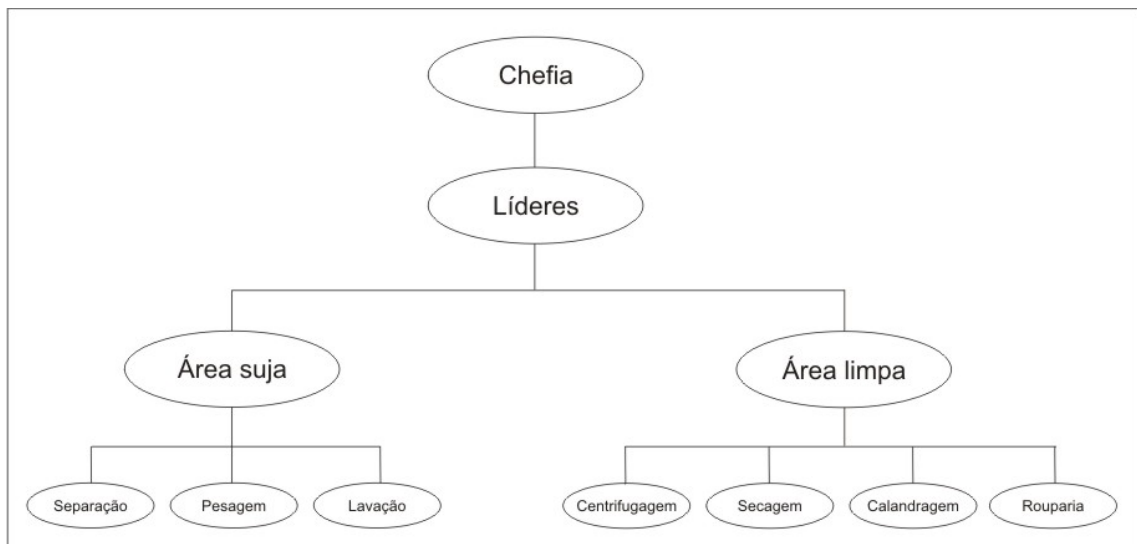 Chefia
Líderes
Área suja
Área limpa
Separação
Pesagem
Lavação
Centrifugagem
Secagem
Calandragem
Rouparia